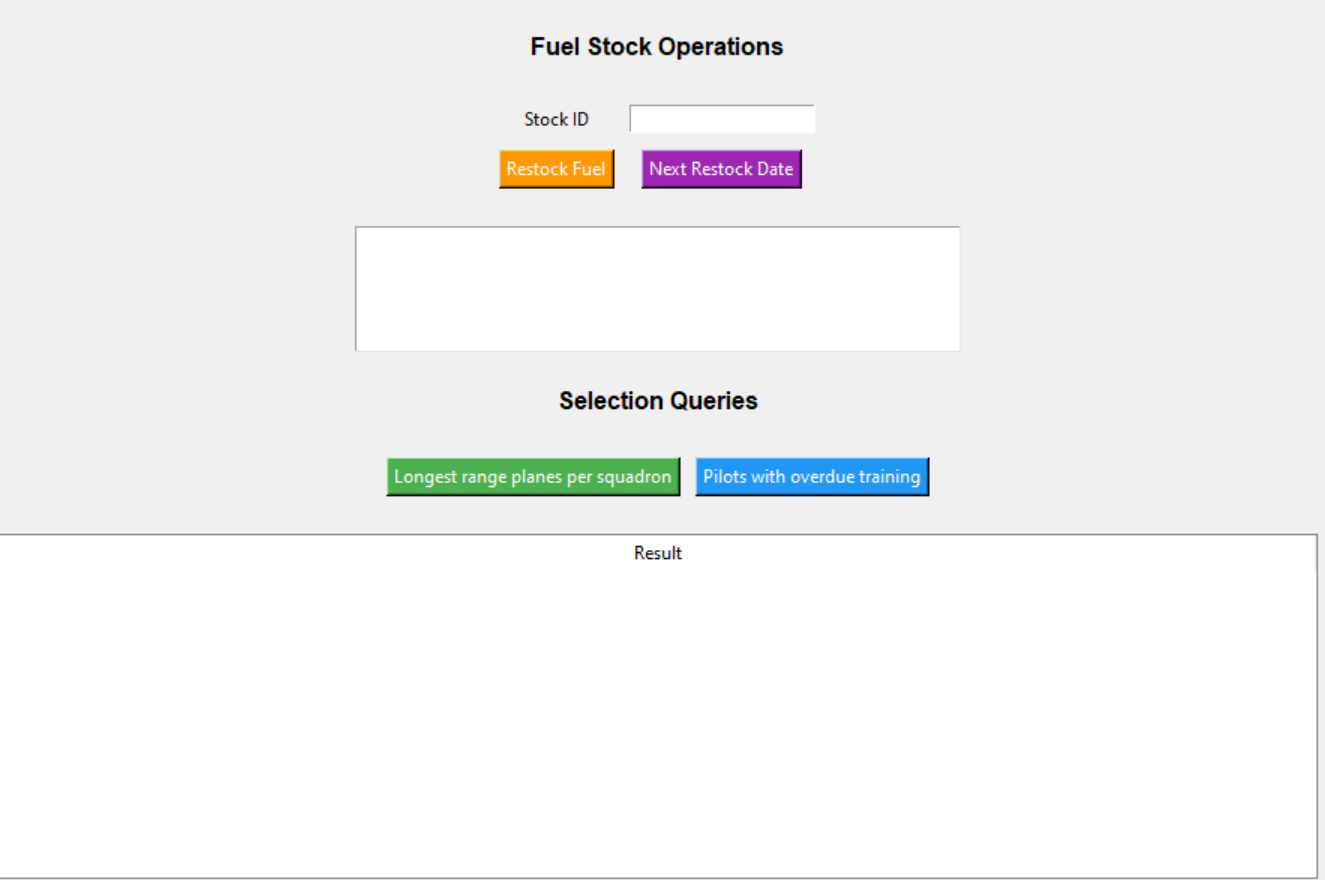 Fuel Stock Operations
Stock ID
Restock Fuel Next Restock Date
Selection Queries
Longest range planes per squadron Pilots with overdue training
Result